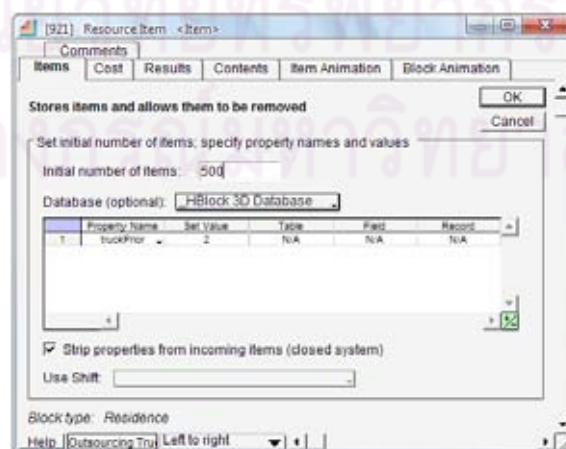 [921] Resource Item <Item>
Comments
Items Cost Results Contents Item Animation Block Animation
Stores items and allows them to be removed
OK
Cancel
Set initial number of items; specify property names and values
Initial number of items: 500
Database (optional): _HBlock 3D Database
Property Name Set Value Table Field Record
1 truckPrior 2 N/A N/A N/A
Strip properties from incoming items (closed system)
Use Shift:
Block type: Residence
Help Outsourcing Tru Left to right